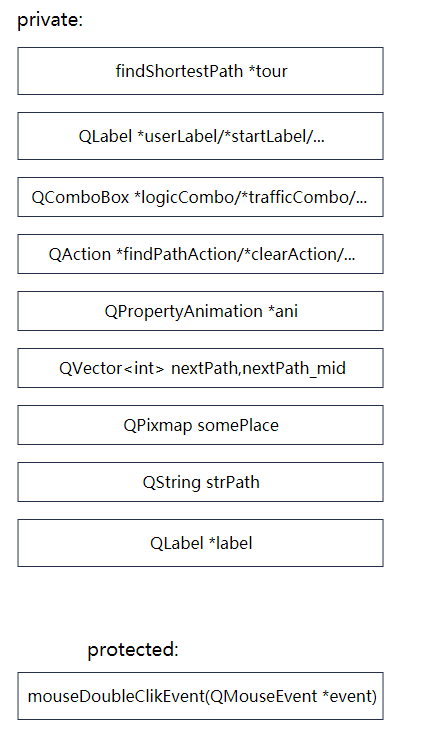 private:
findShortestPath *tour
QLabel *userLabel/*startLabel/...
QComboBox *logicCombo/*trafficCombo/...
QAction *findPathAction/*clearAction/...
QPropertyAnimation *ani
QVector<int> nextPath,nextPath_mid
QPixmap somePlace
QString strPath
QLabel *label
protected:
mouseDoubleClikEvent(QMouseEvent *event)